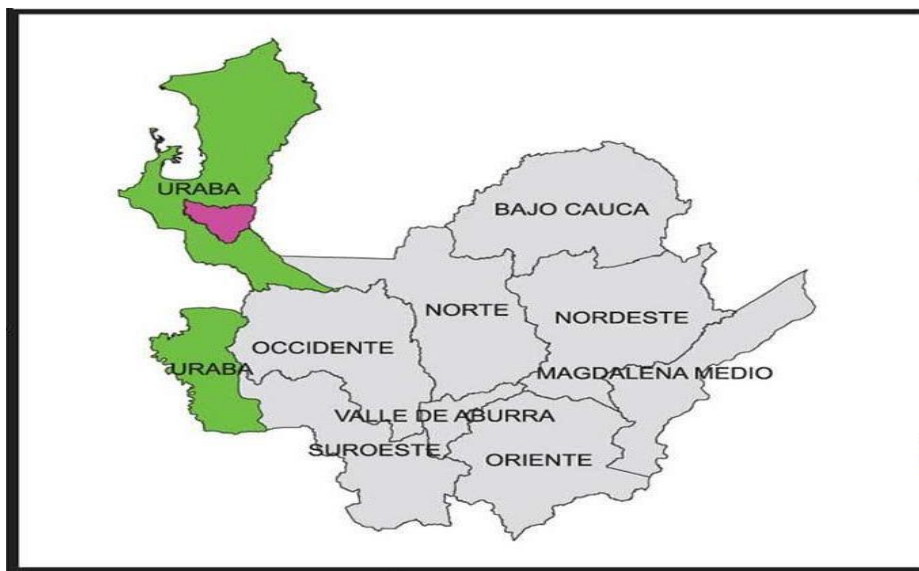 URABA
BAJO CAUCA
NORTE
NORDESTE
OCCIDENTE
URABA
MAGDALENA MEDIO
VALLE DE ABURRA
SUROESTE
ORIENTE